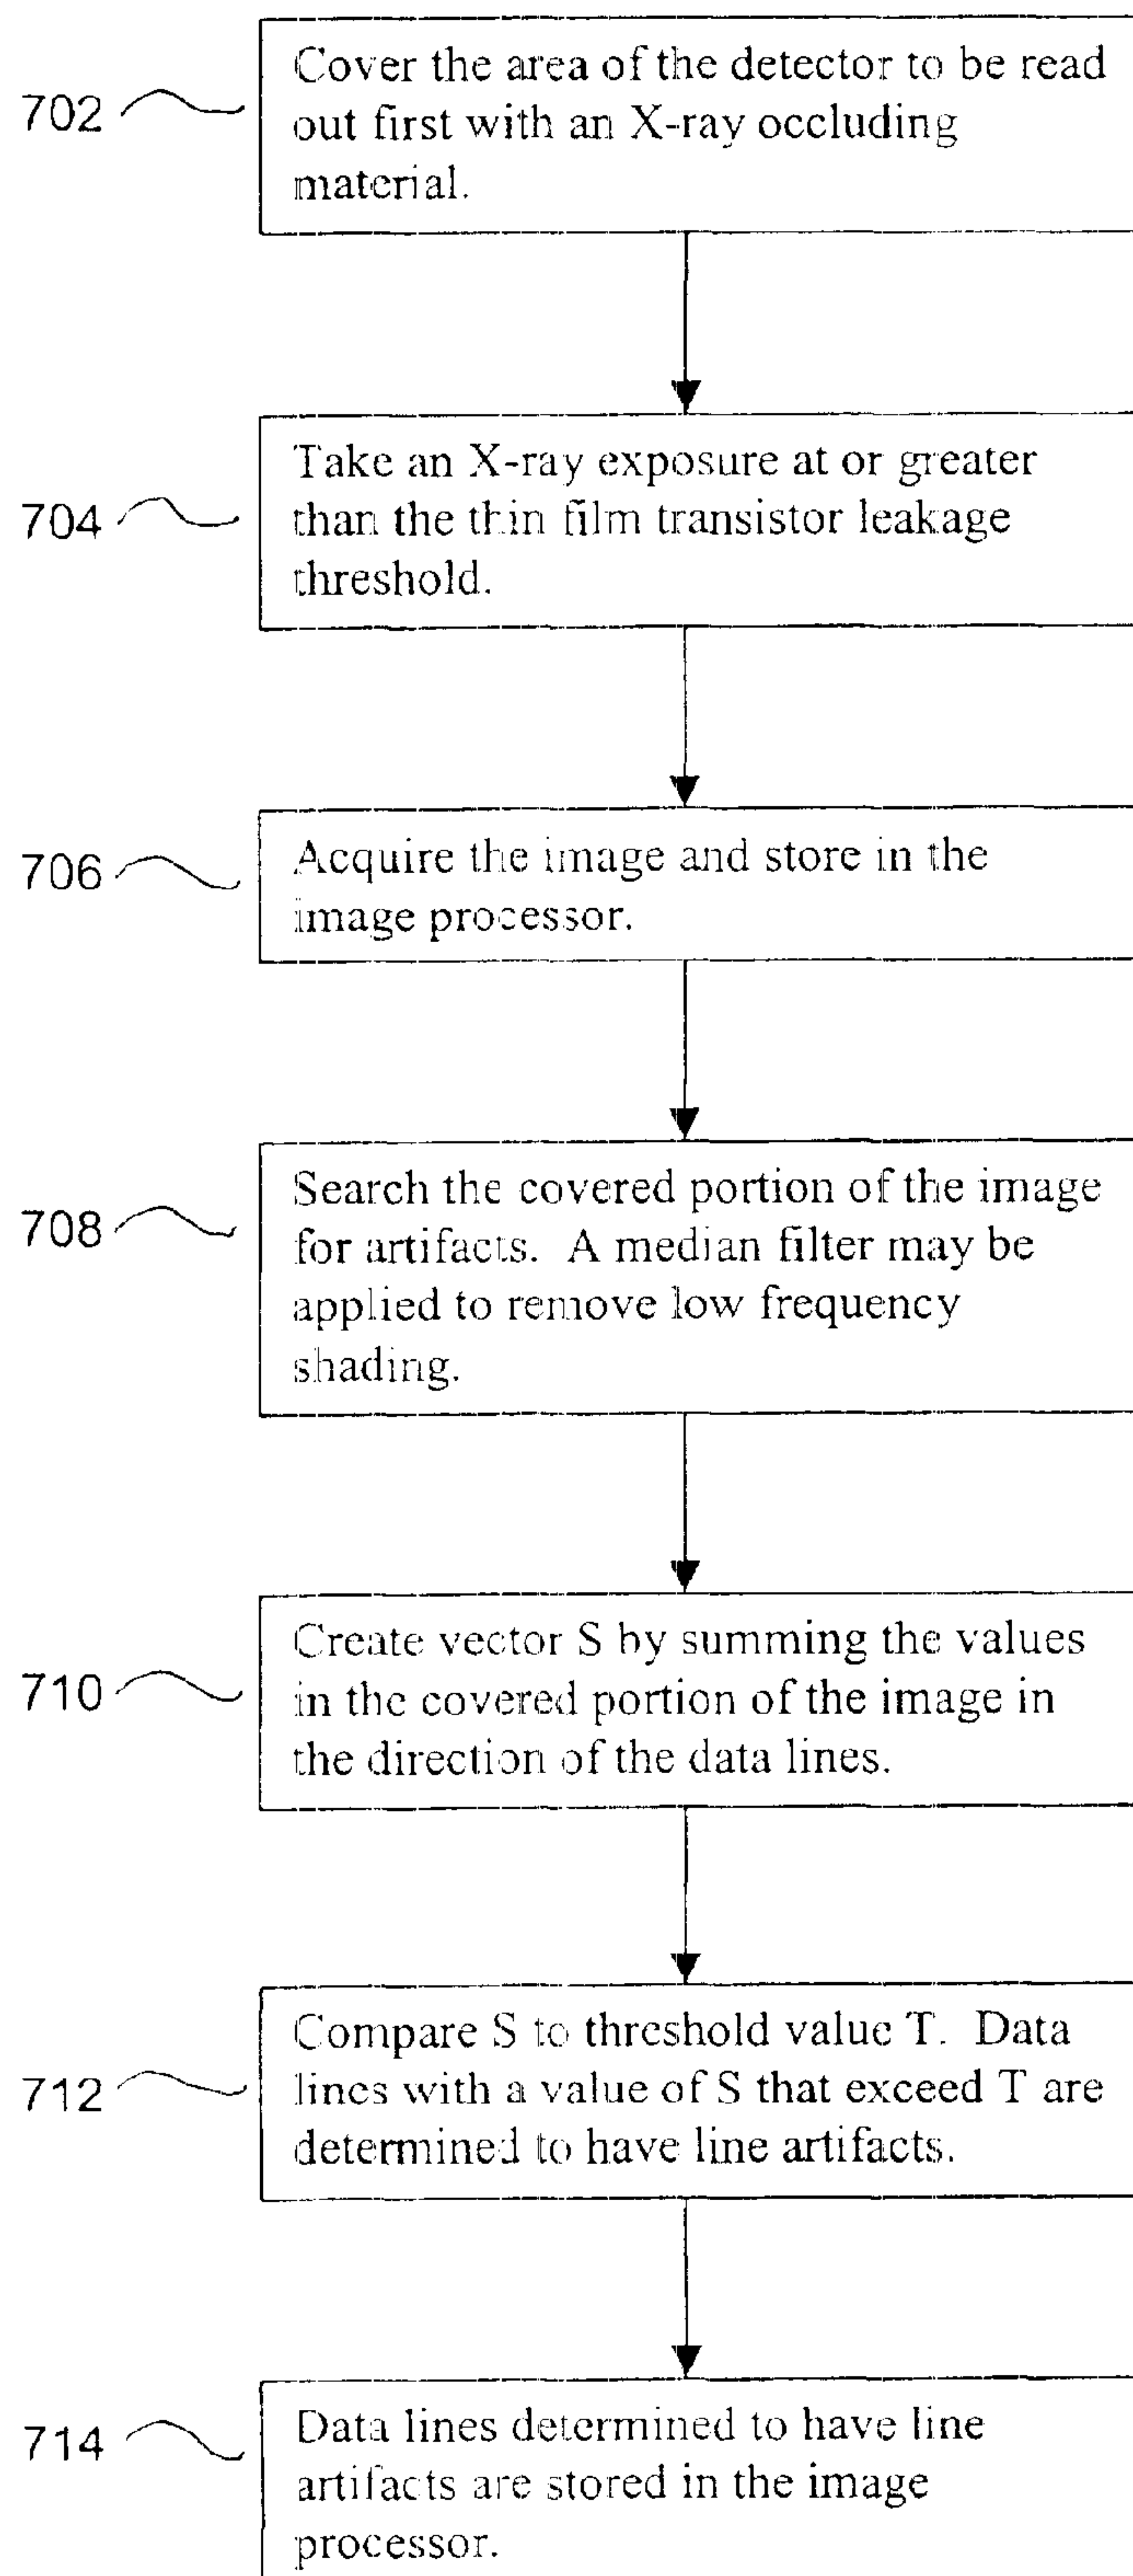 702
Cover the area of the detector to be read
out first with an X-ray occluding
material.
704
Take an X-ray exposure at or greater
than the thin film transistor leakage
threshold.
706
Acquire the image and store in the
image processor.
708
Search the covered portion of the image
for artifacts. A median filter may be
applied to remove low frequency
shading.
710
Create vector S by summing the values
in the covered portion of the image in
the direction of the data lines.
712
Compare S to threshold value T. Data
lines with a value of S that exceed T are
determined to have line artifacts.
714
Data lines determined to have line
artifacts are stored in the image
processor.